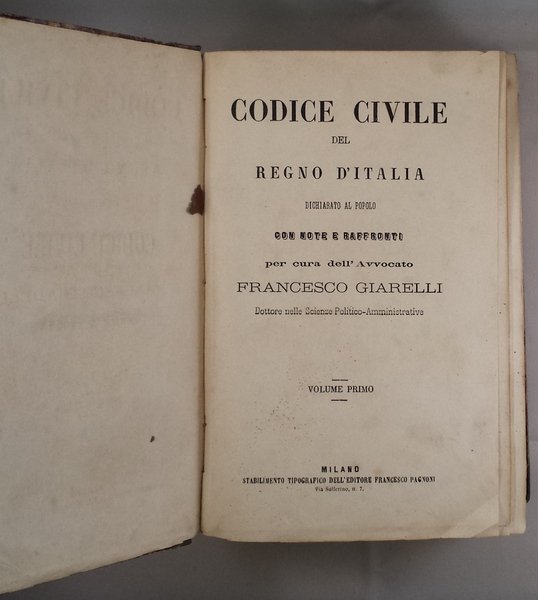 CODICE CIVILE
DEL
REGNO D'ITALIA
DICHIARATO AL POPOLO
CON NOTE E RAFFRONTI
per cura dell'Avvocato
FRANCESCO GIARELLI
Dottore nelle Scienze Politico-Amministrative
VOLUME PRIMO
MILANO
STABILIMENTO TIPOGRAFICO DELL'EDITORE FRANCESCO PAGNONI
Via Solferino, n. 7.